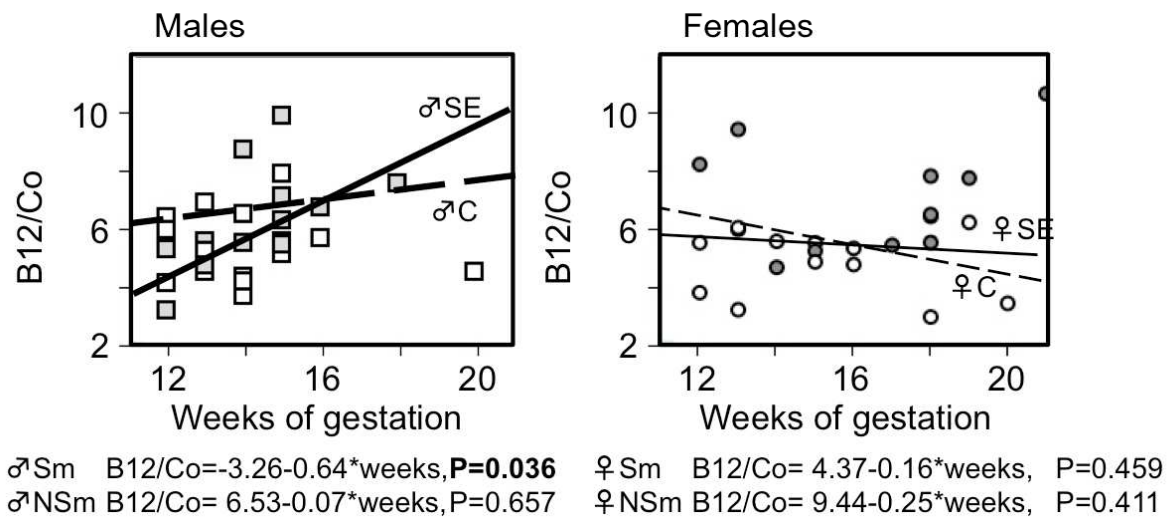 Males
Females
10
6
2
B12/Co
♂SE
♂C
12
16
20
Weeks of gestation
10
6
2
B12/Co
♀SE
♀C
12
16
20
Weeks of gestation
♂Sm B12/Co=-3.26-0.64*weeks,P=0.036
♀Sm B12/Co= 4.37-0.16*weeks, P=0.459
♂NSm B12/Co= 6.53-0.07*weeks,P=0.657
♀NSm B12/Co= 9.44-0.25*weeks, P=0.411